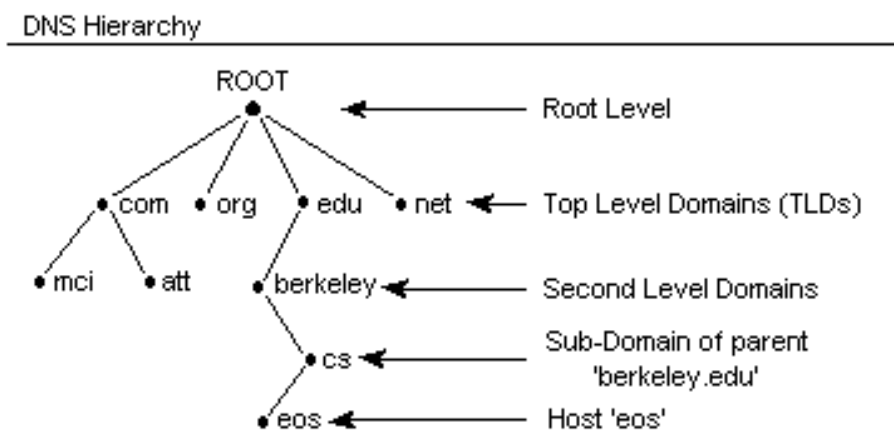 DNS Hierarchy
ROOT
Root Level
com org edu net Top Level Domains (TLDs)
mci att berkeley Second Level Domains
cs Sub-Domain of parent
'berkeley.edu'
eos Host 'eos'